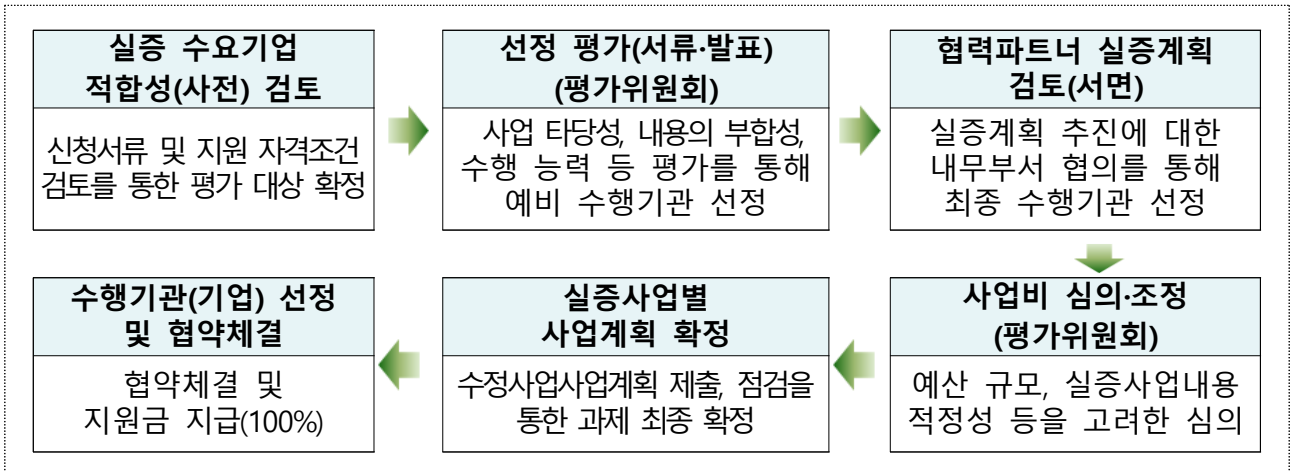 실증 수요기업
적합성(사전) 검토
신청서류 및 지원 자격조건
검토를 통한 평가 대상 확정
선정 평가(서류·발표)
(평가위원회)
사업 타당성, 내용의 부합성,
수행 능력 등 평가를 통해
예비 수행기관 선정
협력파트너 실증계획
검토(서면)
실증계획 추진에 대한
내무부서 협의를 통해
최종 수행기관 선정
사업비 심의·조정
(평가위원회)
예산 규모, 실증사업내용
적정성 등을 고려한 심의
실증사업별
사업계획 확정
수정사업사업계획 제출, 점검을
통한 과제 최종 확정
수행기관(기업) 선정
및 협약체결
협약체결 및
지원금 지급(100%)